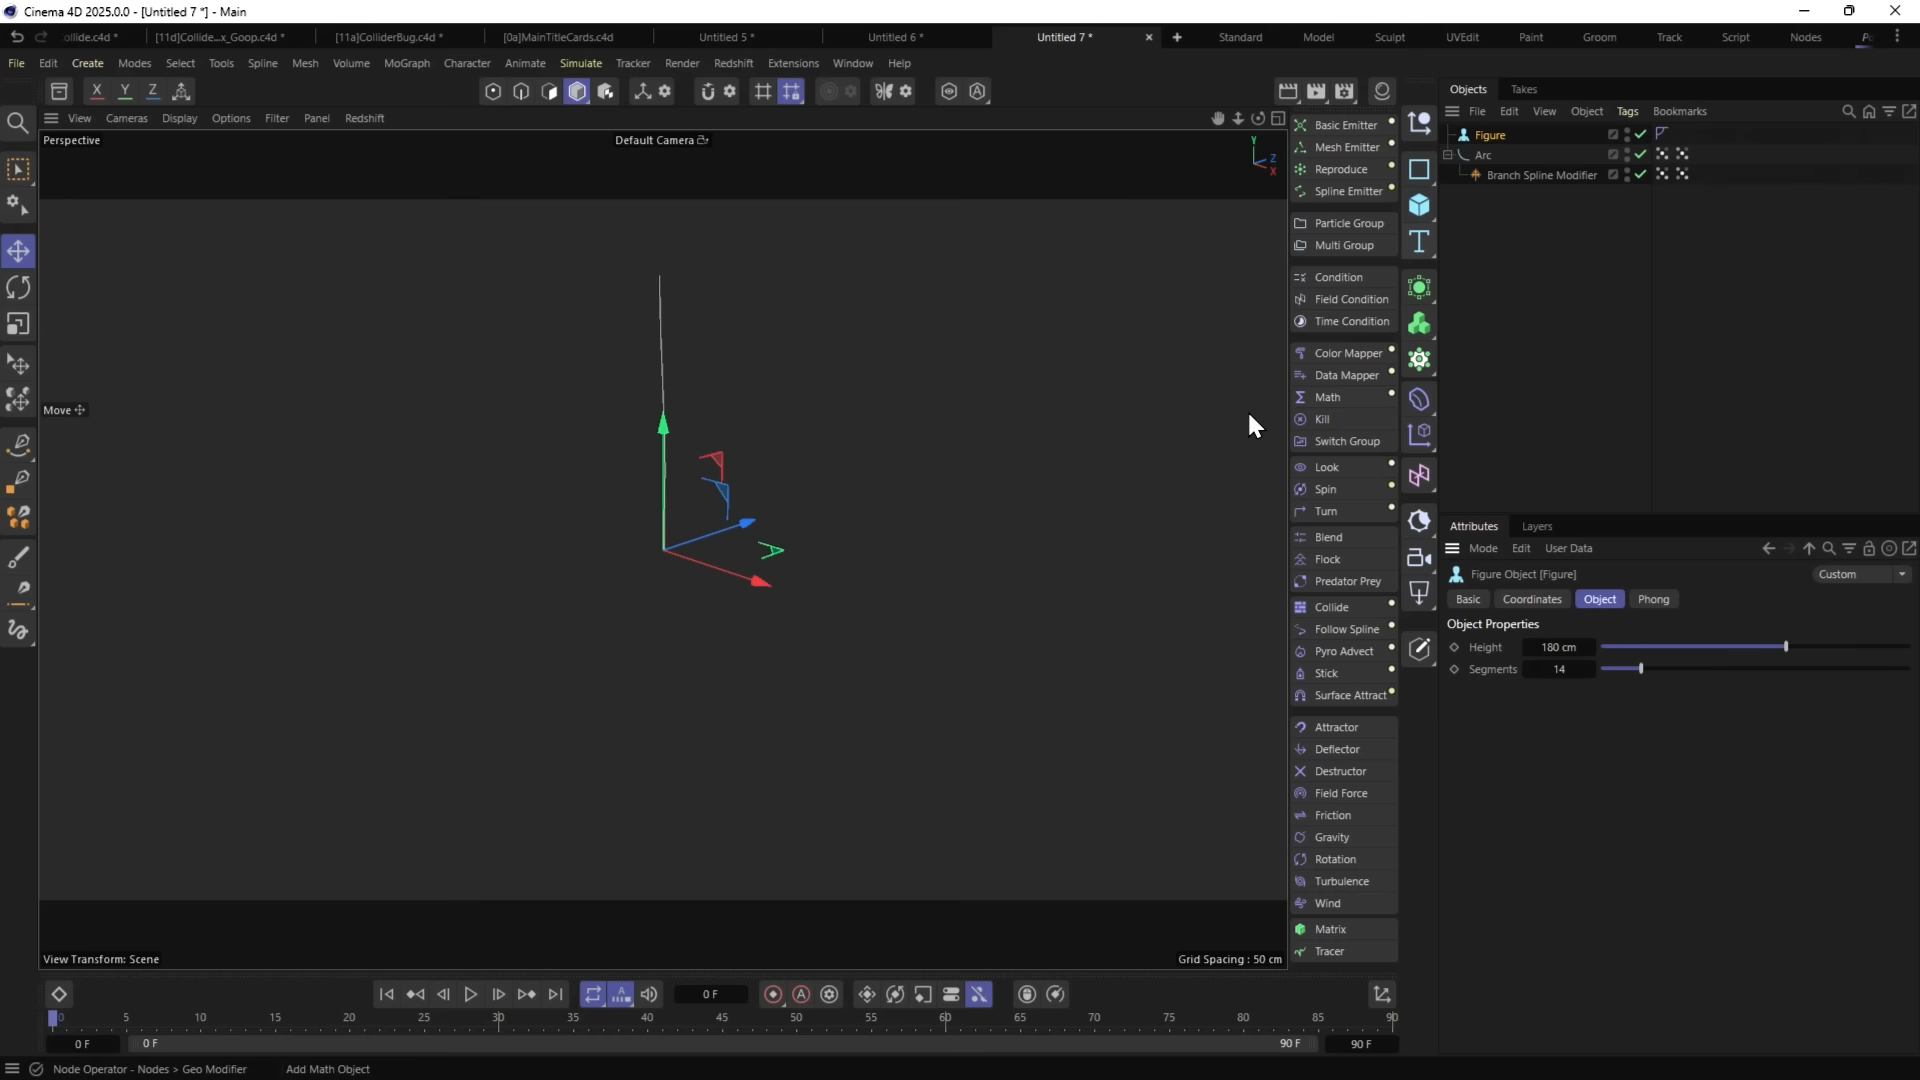 Cinema 4D 2025.0.0 - [Untitled 7 *] - Main
ollide.c4d *
[11d]Collide...x_Goop.c4d *
[11a]ColliderBug.c4d *
[0a]MainTitleCards.c4d
Untitled 5 *
Untitled 6 *
Untitled 7 *
Standard
Model
Sculpt
UVEdit
Paint
Groom
Track
Script
Nodes
File Edit Create Modes Select Tools Spline Mesh Volume MoGraph Character Animate Simulate Tracker Render Redshift Extensions Window Help
X Y Z
Objects Takes
File Edit View Object Tags Bookmarks
View Cameras Display Options Filter Panel Redshift
Perspective
Default Camera
Y
Z
X
Move
View Transform: Scene
Grid Spacing : 50 cm
Basic Emitter
Mesh Emitter
Reproduce
Spline Emitter
Particle Group
Multi Group
Condition
Field Condition
Time Condition
Color Mapper
Data Mapper
Math
Kill
Switch Group
Look
Spin
Turn
Blend
Flock
Predator Prey
Collide
Follow Spline
Pyro Advect
Stick
Surface Attract
Attractor
Deflector
Destructor
Field Force
Friction
Gravity
Rotation
Turbulence
Wind
Matrix
Tracer
Figure
Arc
Branch Spline Modifier
Attributes Layers
Mode Edit User Data
Figure Object [Figure]
Custom
Basic Coordinates Object Phong
Object Properties
Height 180 cm
Segments 14
0 F
0 5 10 15 20 25 30 35 40 45 50 55 60 65 70 75 80 85 90
0 F 0 F 90 F 90 F
Node Operator - Nodes > Geo Modifier
Add Math Object